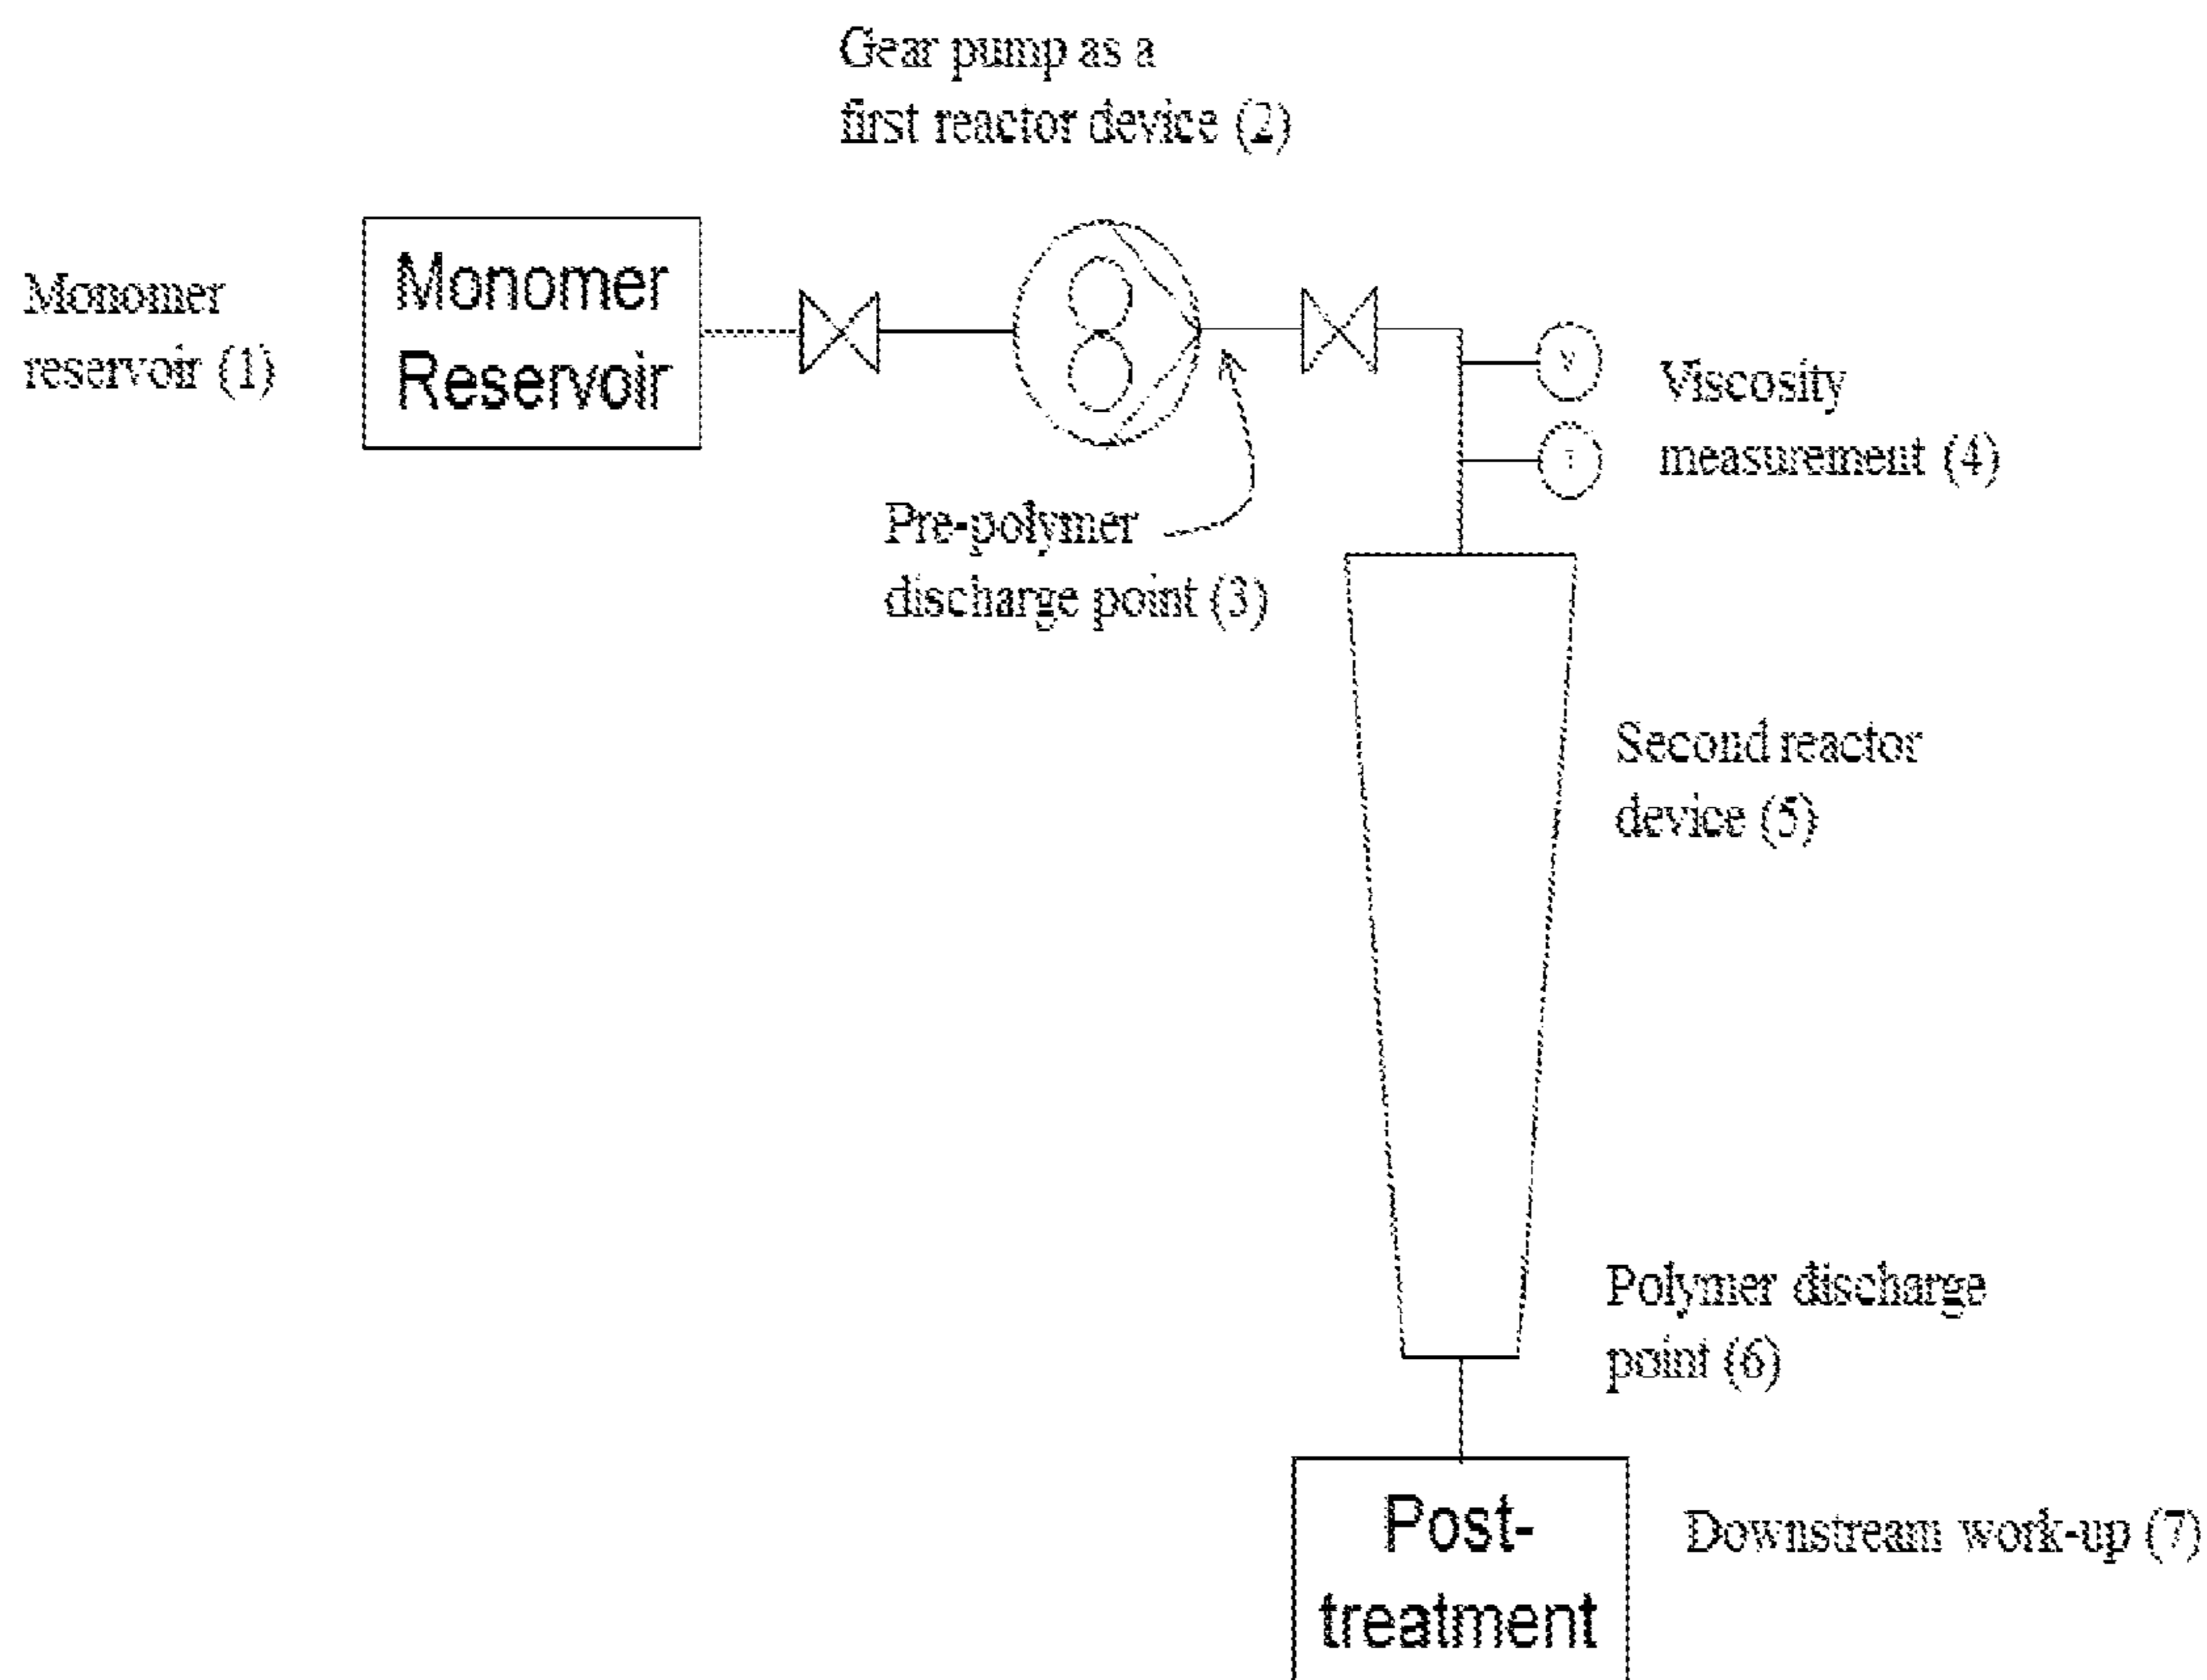 Gear pump as a
first reactor device (2)
Monomer
reservoir (1)
Monomer
Reservoir
V
T
Viscosity
measurement (4)
Pre-polymer
discharge point (3)
Second reactor
device (5)
Polymer discharge
point (6)
Post-
treatment
Downstream work-up (7)